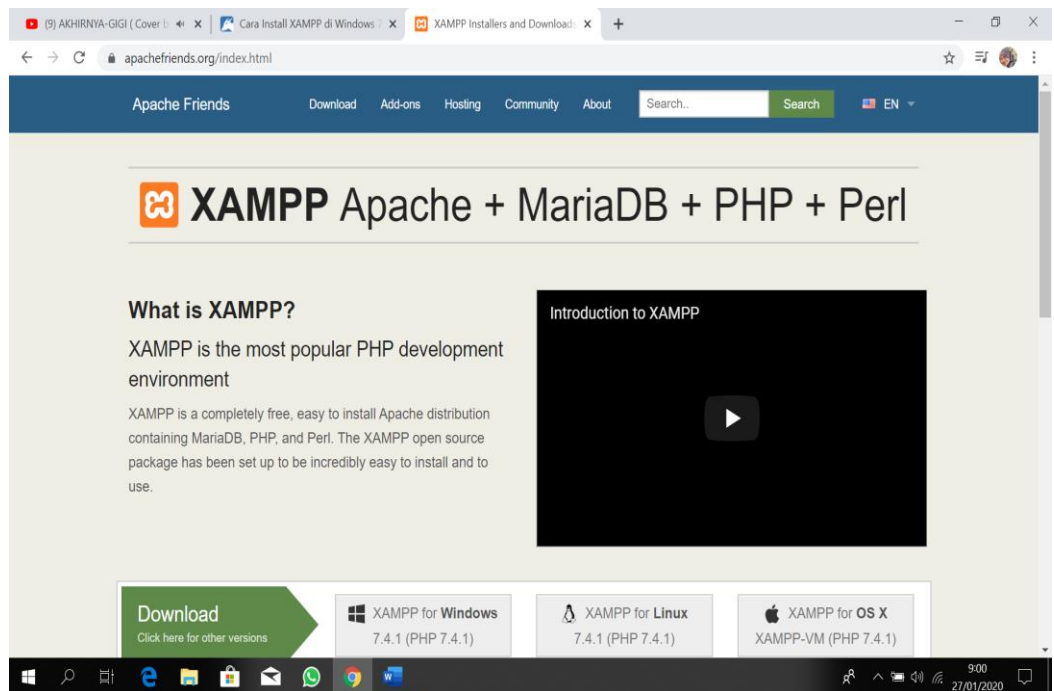 (9) AKHIRNYA-GIGI ( Cover b
Cara Install XAMPP di Windows 7
XAMPP Installers and Download
apachefriends.org/index.html
Apache Friends
Download
Add-ons
Hosting
Community
About
Search..
Search
EN
XAMPP Apache + MariaDB + PHP + Perl
What is XAMPP?
XAMPP is the most popular PHP development
environment
XAMPP is a completely free, easy to install Apache distribution
containing MariaDB, PHP, and Perl. The XAMPP open source
package has been set up to be incredibly easy to install and to
use.
Introduction to XAMPP
Download
Click here for other versions
XAMPP for Windows
7.4.1 (PHP 7.4.1)
XAMPP for Linux
7.4.1 (PHP 7.4.1)
XAMPP for OS X
XAMPP-VM (PHP 7.4.1)
9:00
27/01/2020